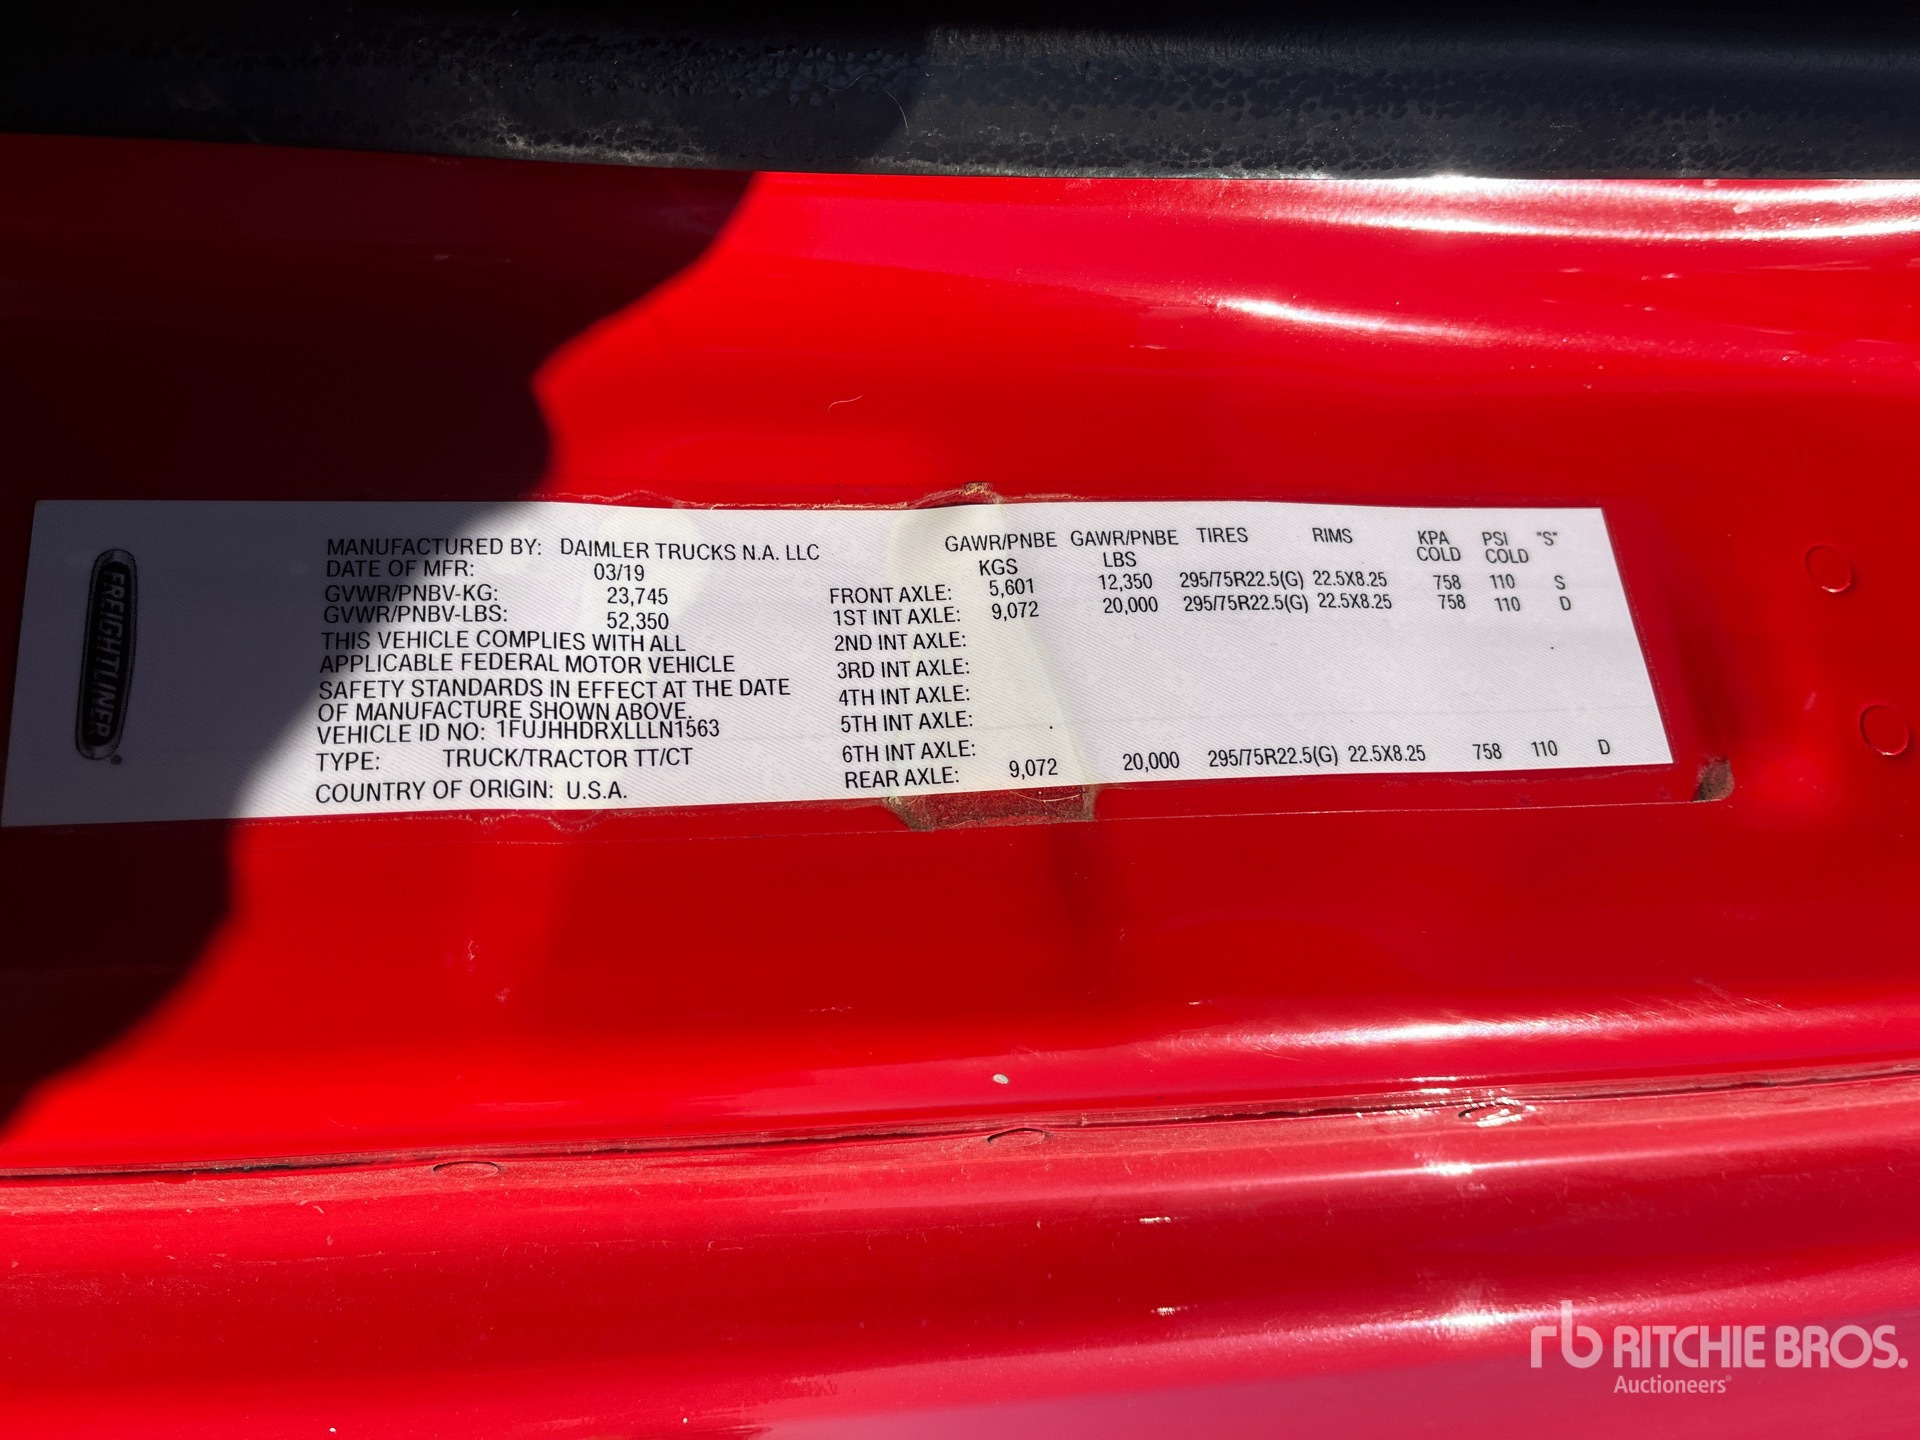 FREIGHTLINER®
MANUFACTURED BY: DAIMLER TRUCKS N.A. LLC
DATE OF MFR: 03/19
GVWR/PNBV-KG: 23,745
GVWR/PNBV-LBS: 52,350
THIS VEHICLE COMPLIES WITH ALL
APPLICABLE FEDERAL MOTOR VEHICLE
SAFETY STANDARDS IN EFFECT AT THE DATE
OF MANUFACTURE SHOWN ABOVE.
VEHICLE ID NO: 1FUJHHDRXLLLN1563
TYPE: TRUCK/TRACTOR TT/CT
COUNTRY OF ORIGIN: U.S.A.
GAWR/PNBE GAWR/PNBE TIRES RIMS KPA PSI "S"
KGS LBS COLD COLD
FRONT AXLE: 5,601 12,350 295/75R22.5(G) 22.5X8.25 758 110 S
1ST INT AXLE: 9,072 20,000 295/75R22.5(G) 22.5X8.25 758 110 D
2ND INT AXLE:
3RD INT AXLE:
4TH INT AXLE:
5TH INT AXLE:
6TH INT AXLE:
REAR AXLE: 9,072 20,000 295/75R22.5(G) 22.5X8.25 758 110 D
rb RITCHIE BROS.
Auctioneers®